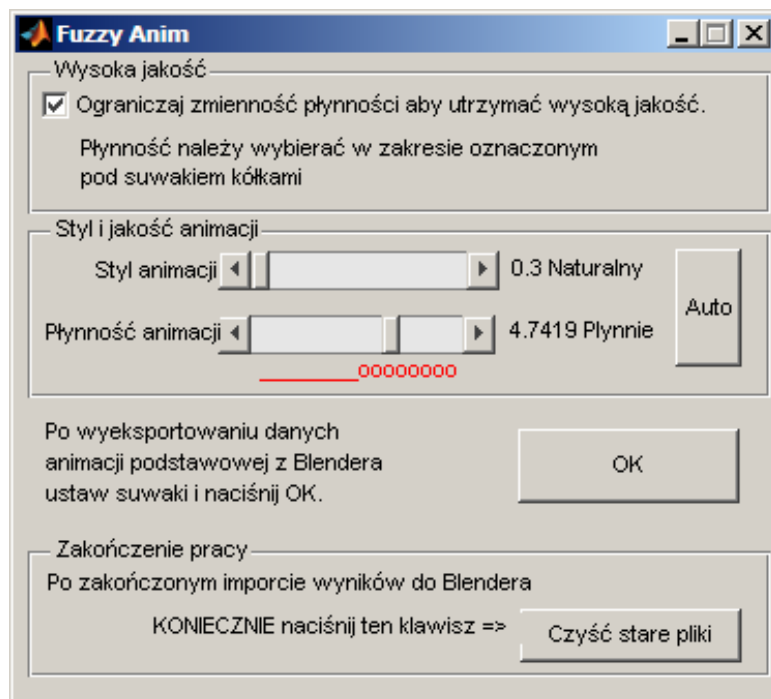 Fuzzy Anim
Wysoka jakość
Ograniczaj zmienność płynności aby utrzymać wysoką jakość.
Płynność należy wybierać w zakresie oznaczonym
pod suwakiem kółkami
Styl i jakość animacji
Styl animacji 0.3 Naturalny
Auto
Płynność animacji 4.7419 Plynnie
_________oooooooo
Po wyeksportowaniu danych
animacji podstawowej z Blendera
ustaw suwaki i naciśnij OK.
OK
Zakończenie pracy
Po zakończonym imporcie wyników do Blendera
KONIECZNIE naciśnij ten klawisz => Czyść stare pliki